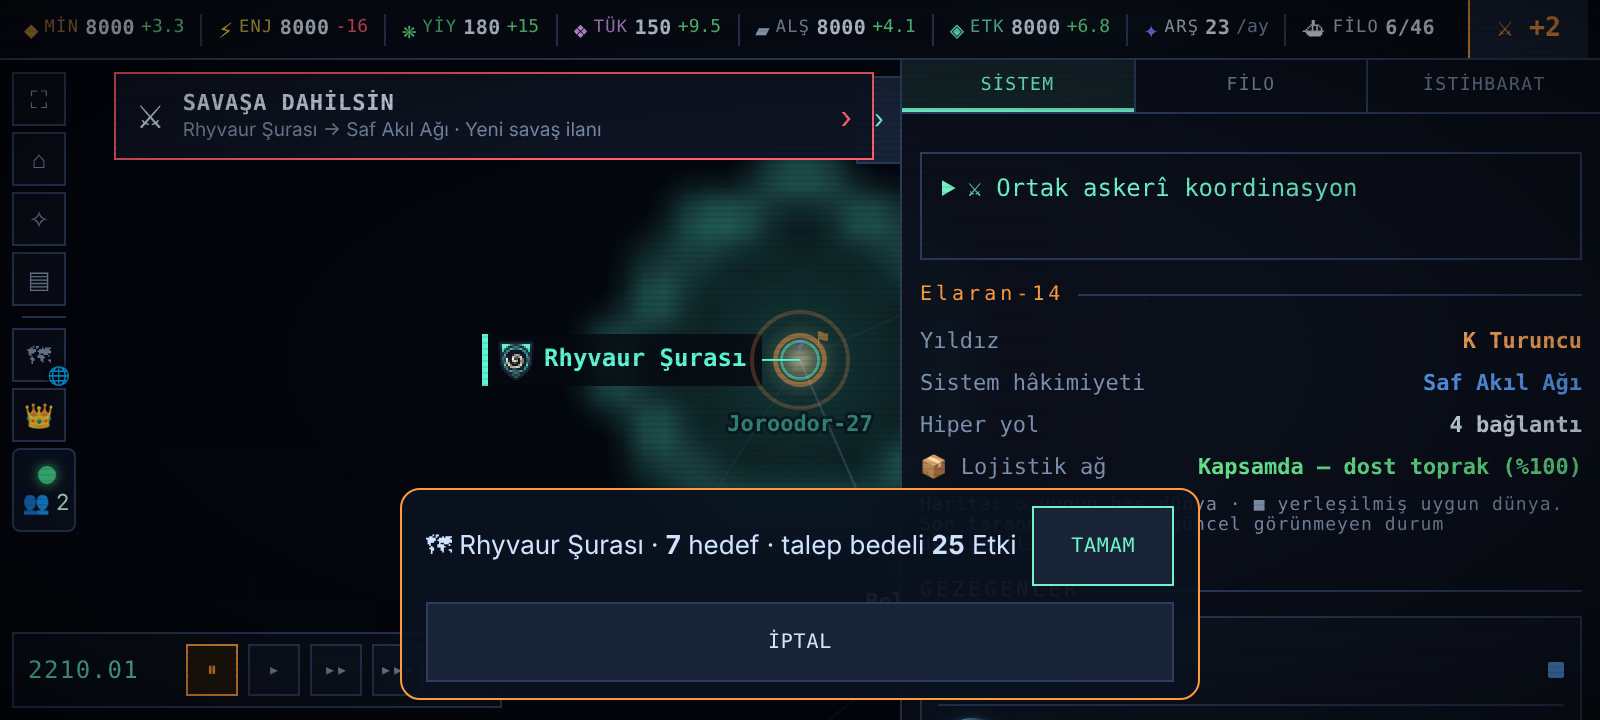 MİN 8000 +3.3
ENJ 8000 -16
YİY 180 +15
TÜK 150 +9.5
ALŞ 8000 +4.1
ETK 8000 +6.8
ARŞ 23 /ay
FİLO 6/46
+2
SAVAŞA DAHİLSİN
Rhyvaur Şurası → Saf Akıl Ağı · Yeni savaş ilanı
SİSTEM
FİLO
İSTİHBARAT
Ortak askerî koordinasyon
Elaran-14
Yıldız K Turuncu
Sistem hâkimiyeti Saf Akıl Ağı
Hiper yol 4 bağlantı
Lojistik ağ Kapsamda — dost toprak (%100)
· ■ yerleşilmiş uygun dünya.
görünmeyen durum
GEZEGENLER
Rhyvaur Şurası
Joroodor-27
2
Rhyvaur Şurası · 7 hedef · talep bedeli 25 Etki
TAMAM
İPTAL
2210.01